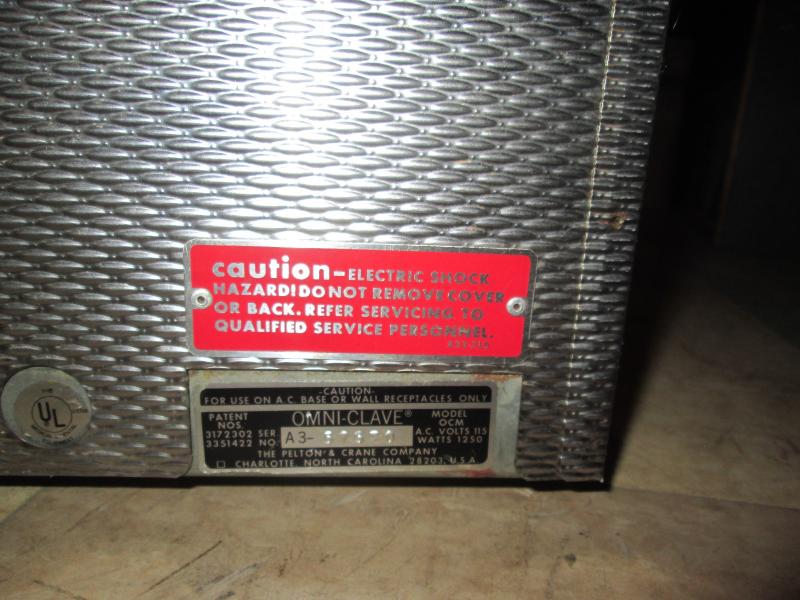 caution-ELECTRIC SHOCK
HAZARD! DO NOT REMOVE COVER
OR BACK. REFER SERVICING TO
QUALIFIED SERVICE PERSONNEL.
UL
-CAUTION-
FOR USE ON A.C. BASE OR WALL RECEPTACLES ONLY
PATENT NOS. OMNI-CLAVE® MODEL OCM
3172302 SER. A3- A.C. VOLTS 115
3351422 NO. WATTS 1250
THE PELTON & CRANE COMPANY
CHARLOTTE, NORTH CAROLINA 28203, U.S.A